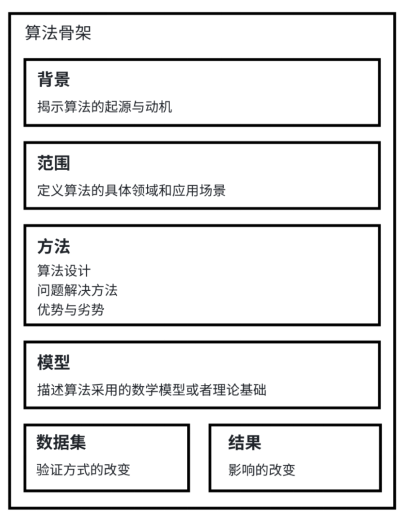 算法骨架
背景
揭示算法的起源与动机
范围
定义算法的具体领域和应用场景
方法
算法设计
问题解决方法
优势与劣势
模型
描述算法采用的数学模型或者理论基础
数据集
验证方式的改变
结果
影响的改变